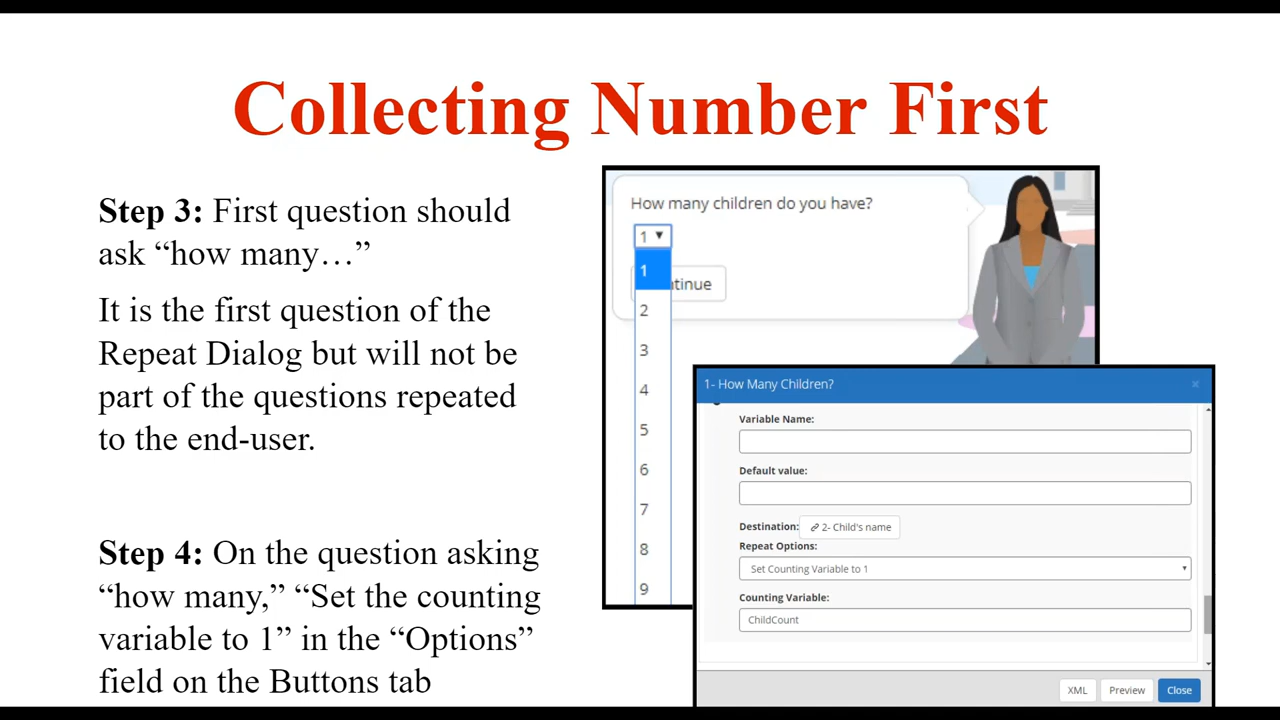 Collecting Number First
Step 3: First question should
ask “how many…”
It is the first question of the
Repeat Dialog but will not be
part of the questions repeated
to the end-user.
Step 4: On the question asking
“how many,” “Set the counting
variable to 1” in the “Options”
field on the Buttons tab
How many children do you have?
1
1
2
3
4
5
6
7
8
9
ntinue
1- How Many Children?
Variable Name:
Default value:
Destination: 2- Child's name
Repeat Options:
Set Counting Variable to 1
Counting Variable:
ChildCount
XML Preview Close